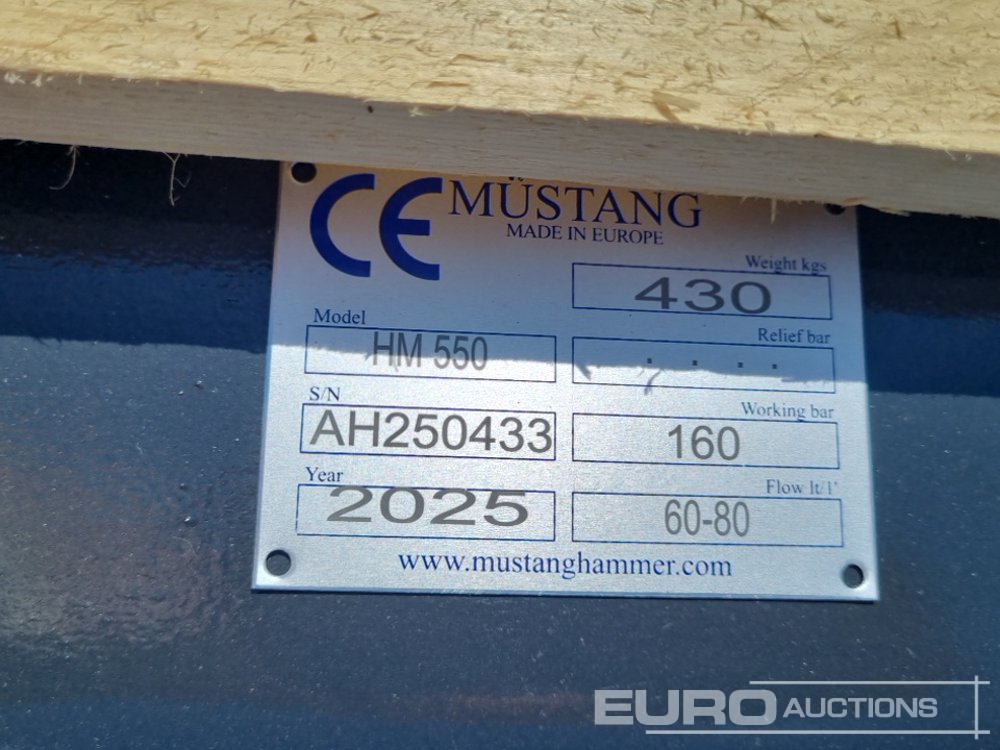 CE MÜSTANG
MADE IN EUROPE
Weight kgs
430
Model
HM 550
Relief bar
. . . .
S/N
AH250433
Working bar
160
Year
2025
Flow lt/1'
60-80
www.mustanghammer.com
EURO AUCTIONS